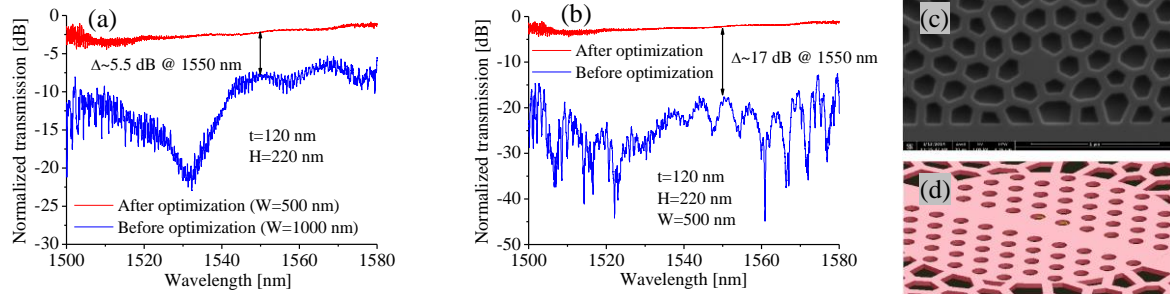 (a)
0
-5
-10
-15
-20
-25
-30
Normalized transmission [dB]
Δ~5.5 dB @ 1550 nm
t=120 nm
H=220 nm
After optimization (W=500 nm)
Before optimization (W=1000 nm)
1500 1520 1540 1560 1580
Wavelength [nm]
(b)
0
-10
-20
-30
-40
-50
Normalized transmission [dB]
After optimization
Before optimization
Δ~17 dB @ 1550 nm
t=120 nm
H=220 nm
W=500 nm
1500 1520 1540 1560 1580
Wavelength [nm]
(c)
(d)